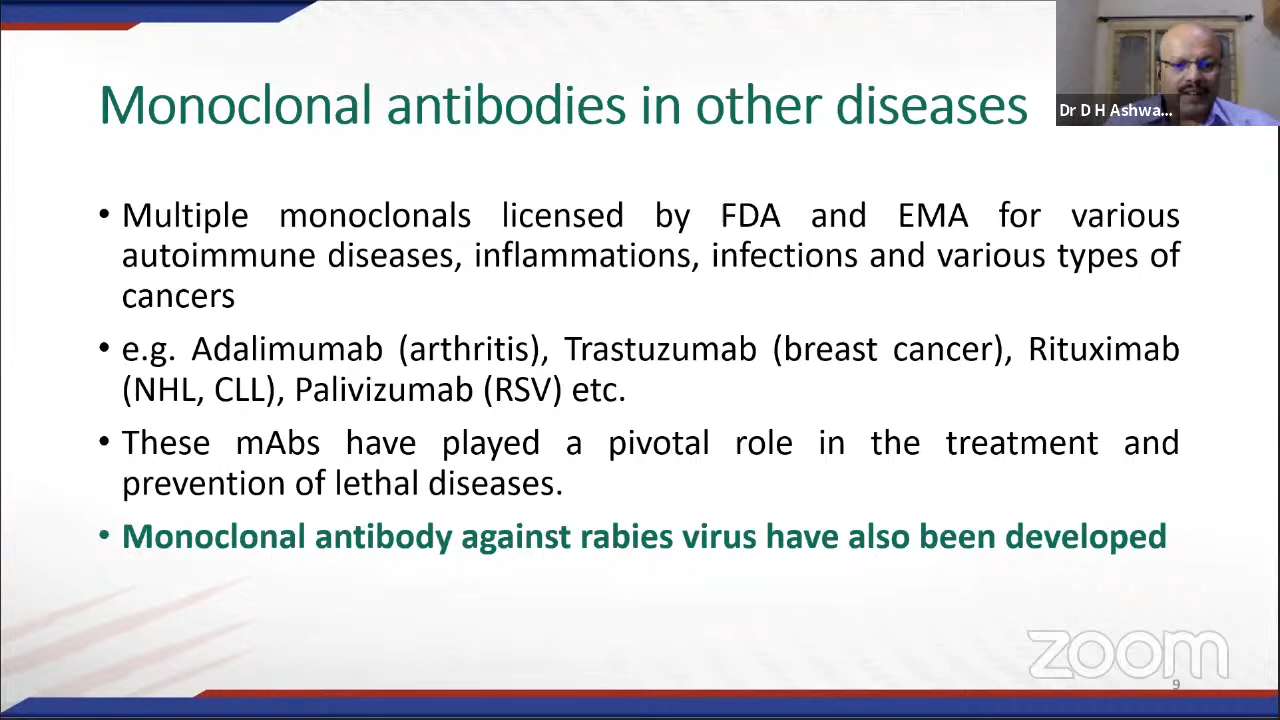 Monoclonal antibodies in other diseases
Dr D H Ashwa...
• Multiple monoclonals licensed by FDA and EMA for various
autoimmune diseases, inflammations, infections and various types of
cancers
• e.g. Adalimumab (arthritis), Trastuzumab (breast cancer), Rituximab
(NHL, CLL), Palivizumab (RSV) etc.
• These mAbs have played a pivotal role in the treatment and
prevention of lethal diseases.
• Monoclonal antibody against rabies virus have also been developed
zoom
9